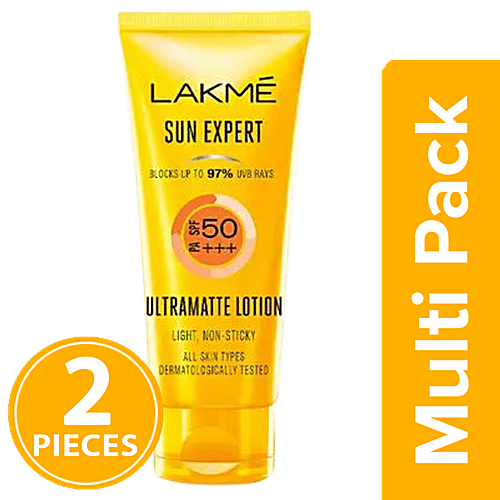 LAKMÉ
SUN EXPERT
BLOCKS UP TO 97% UVB RAYS
PA SPF 50
+++
ULTRAMATTE LOTION
LIGHT, NON-STICKY
ALL SKIN TYPES
DERMATOLOGICALLY TESTED
2
PIECES
Multi Pack